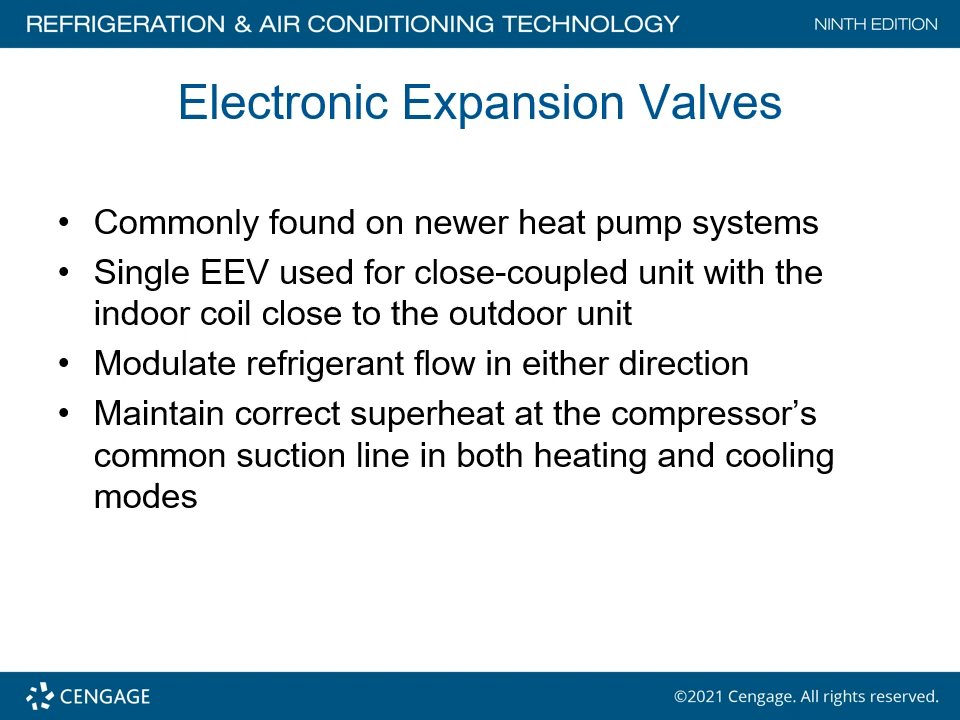 REFRIGERATION & AIR CONDITIONING TECHNOLOGY NINTH EDITION
Electronic Expansion Valves
• Commonly found on newer heat pump systems
• Single EEV used for close-coupled unit with the
indoor coil close to the outdoor unit
• Modulate refrigerant flow in either direction
• Maintain correct superheat at the compressor’s
common suction line in both heating and cooling
modes
CENGAGE ©2021 Cengage. All rights reserved.